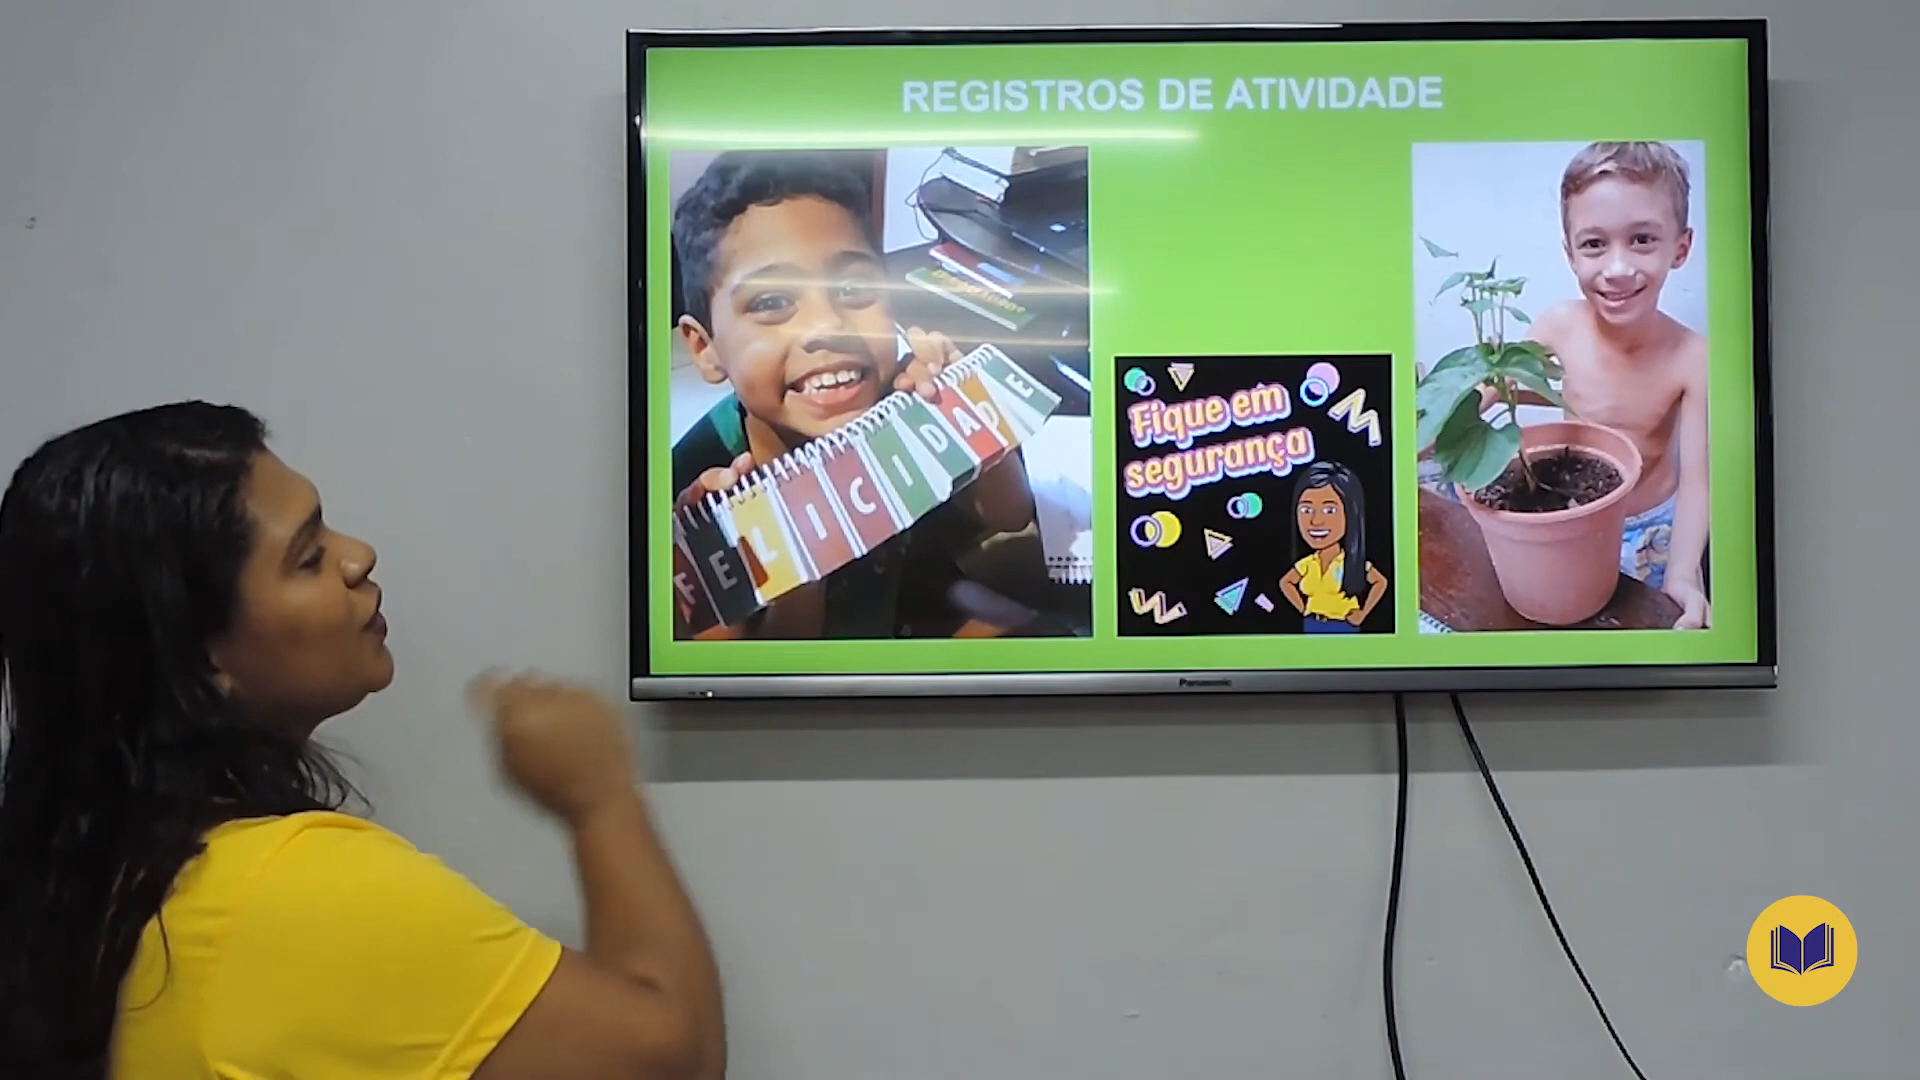 REGISTROS DE ATIVIDADE
FELICIDADE
Fique em
segurança
Panasonic